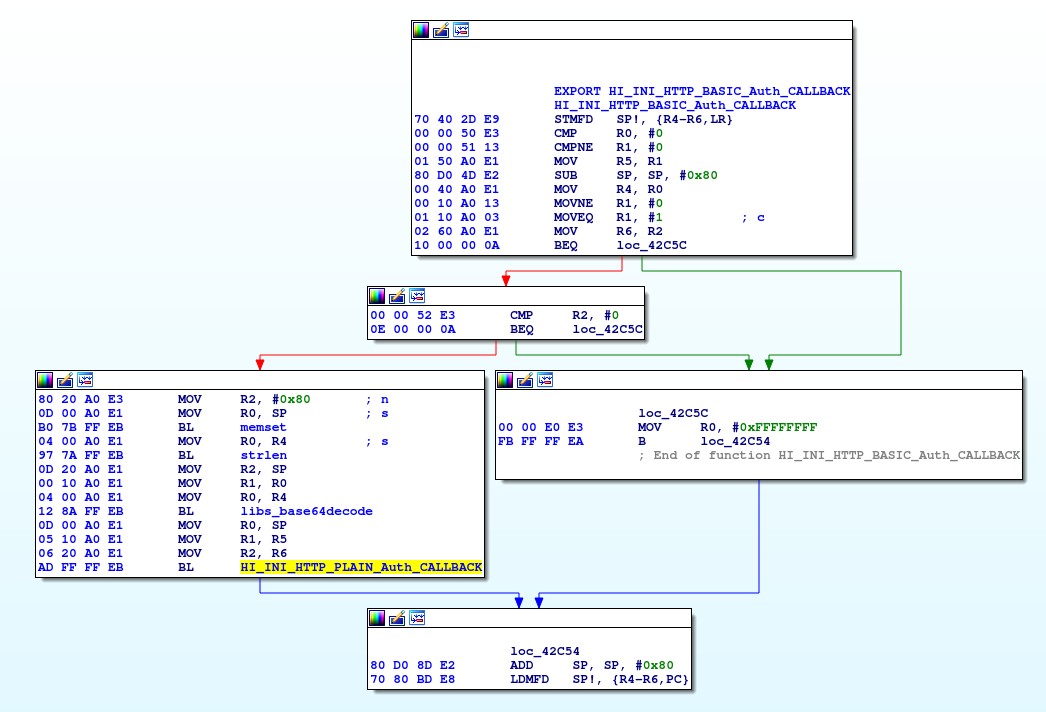 EXPORT HI_INI_HTTP_BASIC_Auth_CALLBACK
HI_INI_HTTP_BASIC_Auth_CALLBACK
70 40 2D E9 STMFD SP!, {R4-R6,LR}
00 00 50 E3 CMP R0, #0
00 00 51 13 CMPNE R1, #0
01 50 A0 E1 MOV R5, R1
80 D0 4D E2 SUB SP, SP, #0x80
00 40 A0 E1 MOV R4, R0
00 10 A0 13 MOVNE R1, #0
01 10 A0 03 MOVEQ R1, #1 ; c
02 60 A0 E1 MOV R6, R2
10 00 00 0A BEQ loc_42C5C
00 00 52 E3 CMP R2, #0
0E 00 00 0A BEQ loc_42C5C
80 20 A0 E3 MOV R2, #0x80 ; n
0D 00 A0 E1 MOV R0, SP ; s
B0 7B FF EB BL memset
04 00 A0 E1 MOV R0, R4 ; s
97 7A FF EB BL strlen
0D 20 A0 E1 MOV R2, SP
00 10 A0 E1 MOV R1, R0
04 00 A0 E1 MOV R0, R4
12 8A FF EB BL libs_base64decode
0D 00 A0 E1 MOV R0, SP
05 10 A0 E1 MOV R1, R5
06 20 A0 E1 MOV R2, R6
AD FF FF EB BL HI_INI_HTTP_PLAIN_Auth_CALLBACK
loc_42C5C
00 00 E0 E3 MOV R0, #0xFFFFFFFF
FB FF FF EA B loc_42C54
; End of function HI_INI_HTTP_BASIC_Auth_CALLBACK
loc_42C54
80 D0 8D E2 ADD SP, SP, #0x80
70 80 BD E8 LDMFD SP!, {R4-R6,PC}